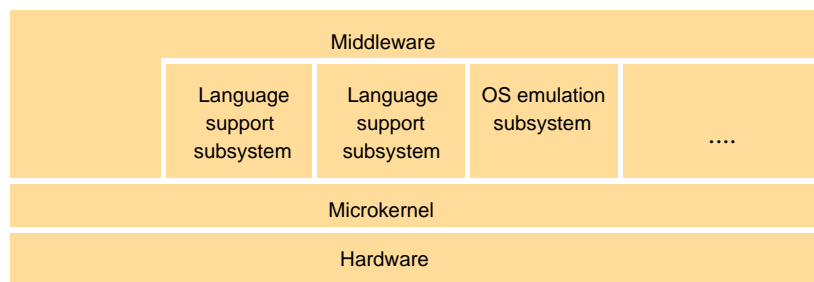 Middleware
Language
support
subsystem
Language
support
subsystem
OS emulation
subsystem
....
Microkernel
Hardware